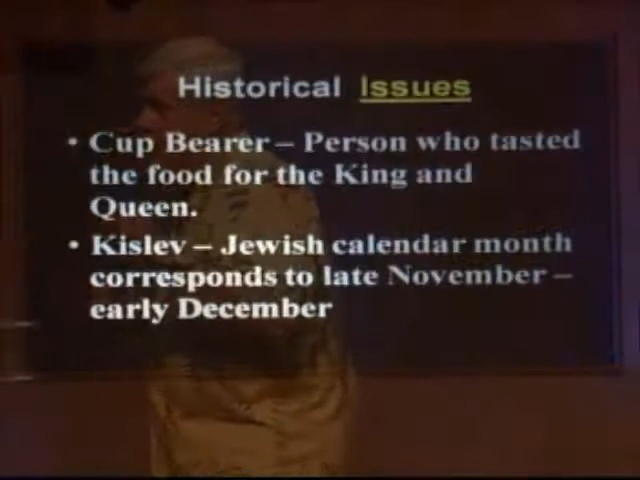 Historical Issues
• Cup Bearer – Person who tasted
the food for the King and
Queen.
• Kislev – Jewish calendar month
corresponds to late November –
early December